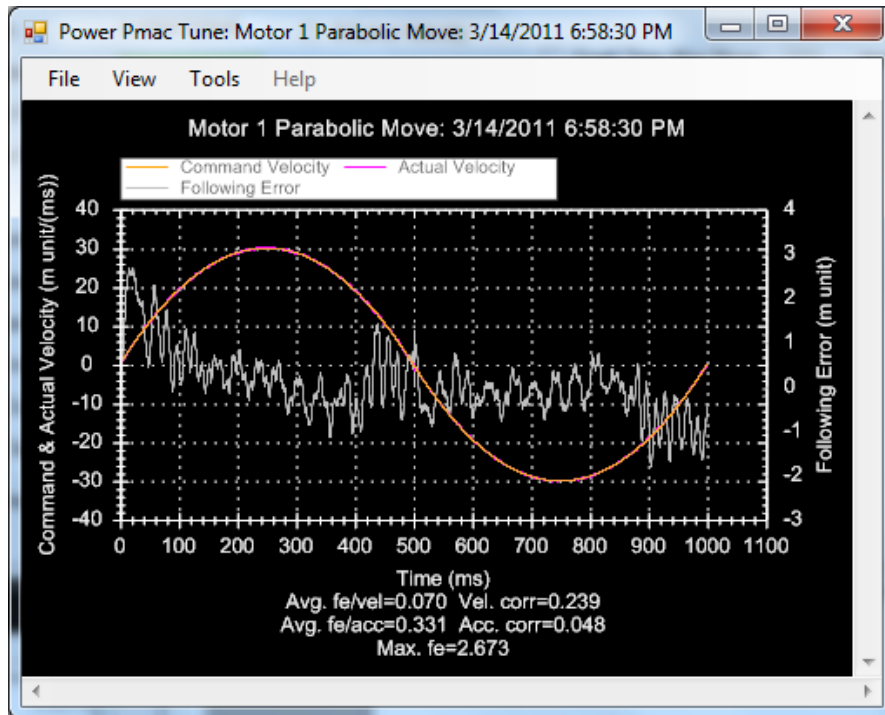 Power Pmac Tune: Motor 1 Parabolic Move: 3/14/2011 6:58:30 PM
File View Tools Help
Motor 1 Parabolic Move: 3/14/2011 6:58:30 PM
Command Velocity Actual Velocity
Following Error
Command & Actual Velocity (m unit/(ms))
40
30
20
10
0
-10
-20
-30
-40
4
3
2
1
0
-1
-2
-3
Following Error (m unit)
0 100 200 300 400 500 600 700 800 900 1000 1100
Time (ms)
Avg. fe/vel=0.070 Vel. corr=0.239
Avg. fe/acc=0.331 Acc. corr=0.048
Max. fe=2.673